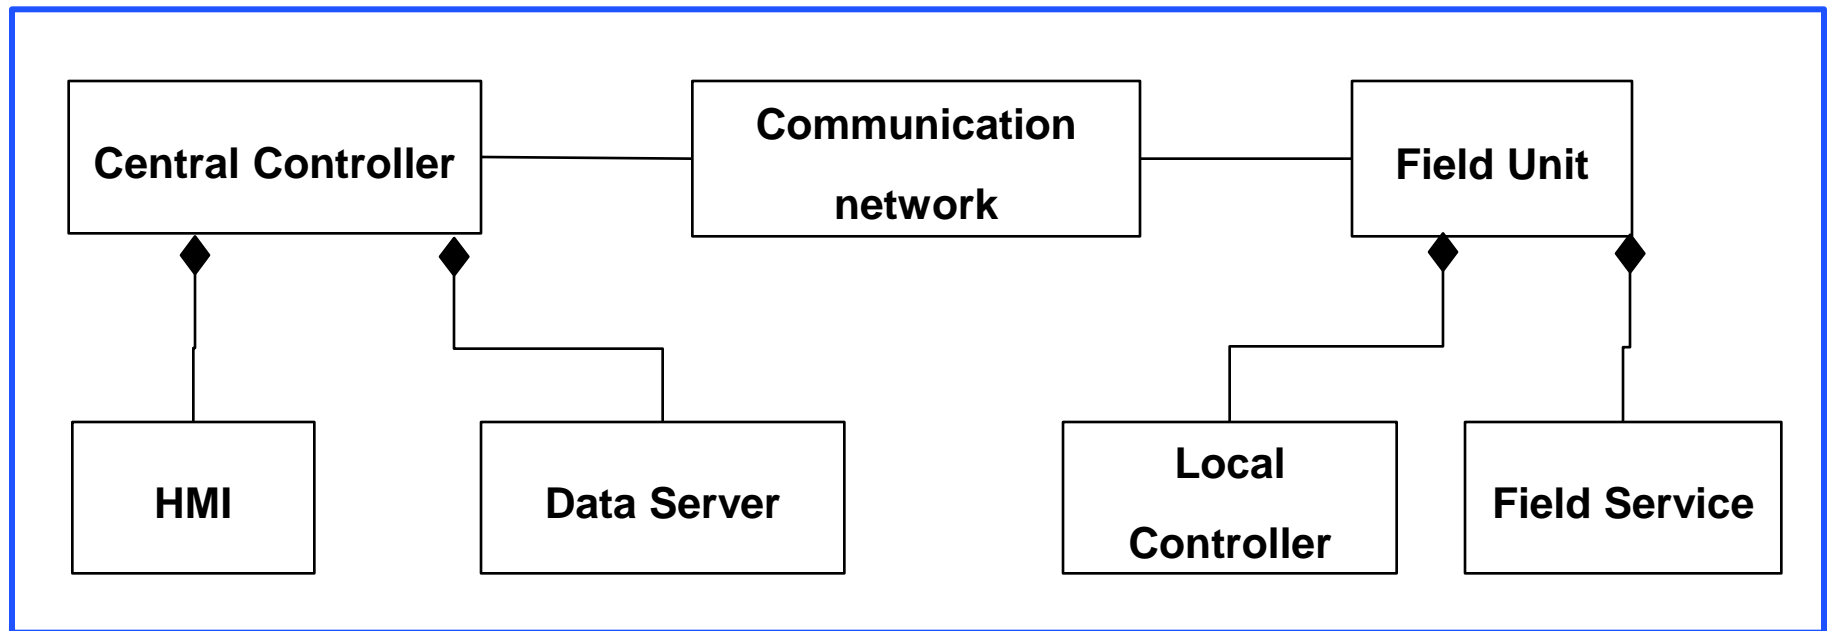 Central Controller
Communication
network
Field Unit
HMI
Data Server
Local
Controller
Field Service